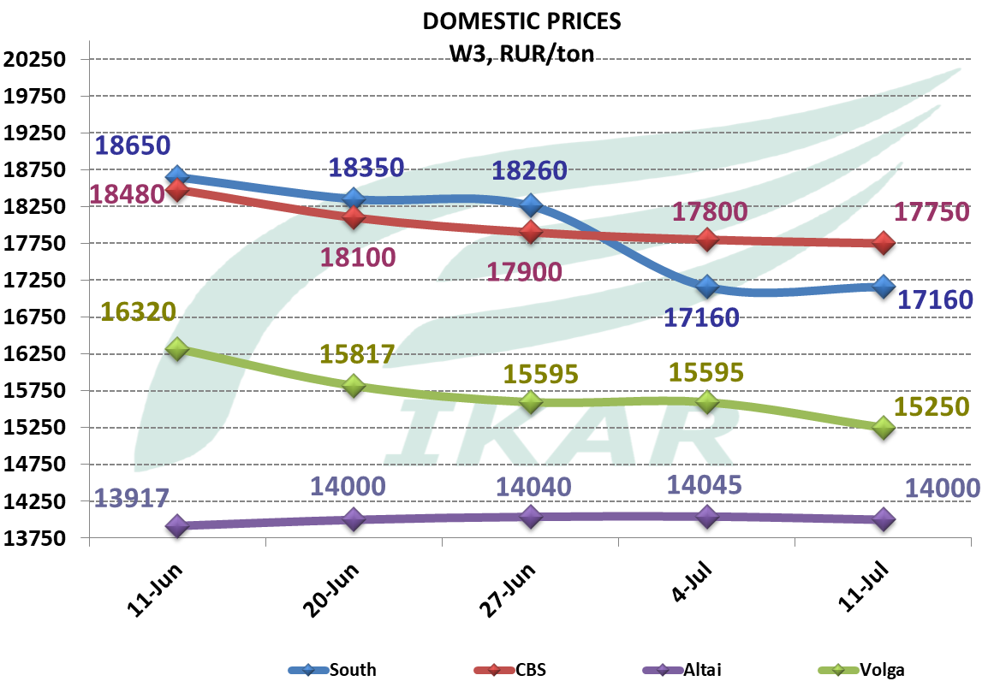 DOMESTIC PRICES
W3, RUR/ton
20250
19750
19250
18750
18250
17750
17250
16750
16250
15750
15250
14750
14250
13750
18650
18350
18260
17160
17160
18480
18100
17900
17800
17750
16320
15817
15595
15595
15250
IKAR
13917
14000
14040
14045
14000
11-Jun
20-Jun
27-Jun
4-Jul
11-Jul
South
CBS
Altai
Volga